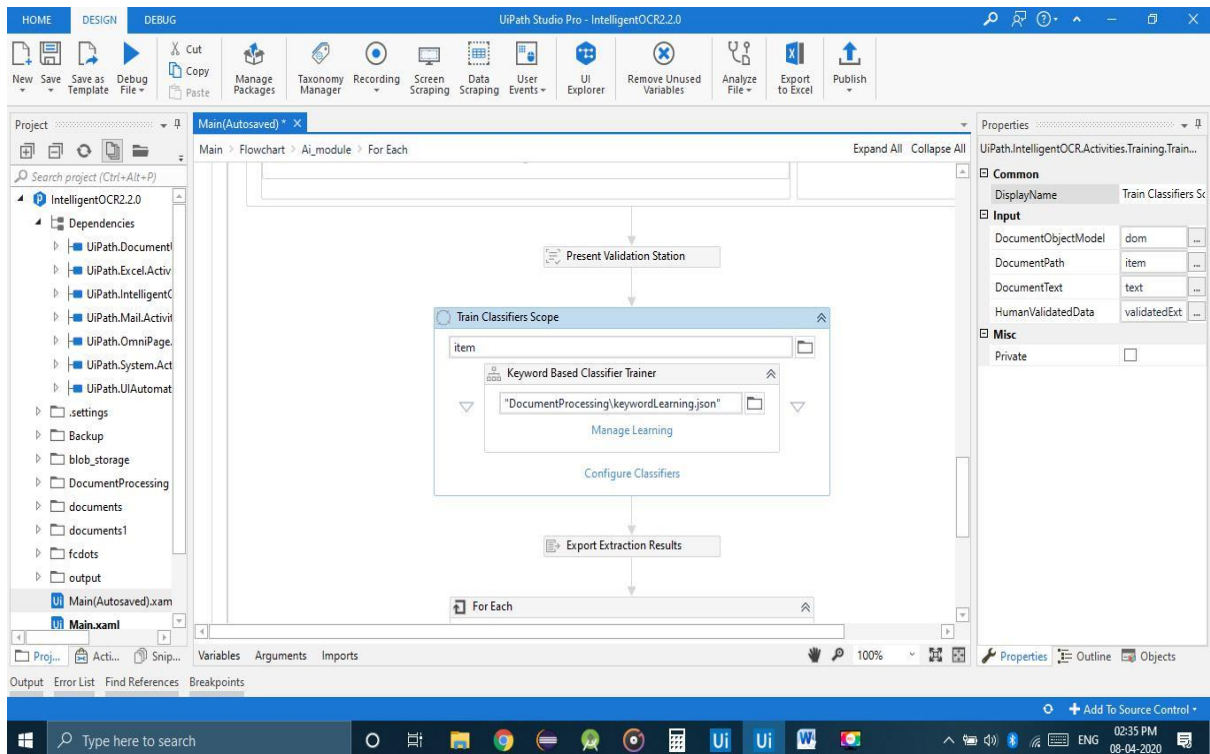 HOME DESIGN DEBUG UiPath Studio Pro - IntelligentOCR2.2.0
New Save Save as Template Debug File Cut Copy Paste Manage Packages Taxonomy Manager Recording Screen Scraping Data Scraping User Events UI Explorer Remove Unused Variables Analyze File Export to Excel Publish
Project
Search project (Ctrl+Alt+P)
IntelligentOCR2.2.0
Dependencies
UiPath.Document
UiPath.Excel.Activ
UiPath.Intelligent
UiPath.Mail.Activit
UiPath.OmniPage.
UiPath.System.Act
UiPath.UIAutomat
.settings
Backup
blob_storage
DocumentProcessing
documents
documents1
fcdots
output
Main(Autosaved).xam
Main.xaml
Proj... Acti... Snip...
Main(Autosaved) *
Main > Flowchart > Ai_module > For Each Expand All Collapse All
Present Validation Station
Train Classifiers Scope
item
Keyword Based Classifier Trainer
"DocumentProcessing\keywordLearning.json"
Manage Learning
Configure Classifiers
Export Extraction Results
For Each
Variables Arguments Imports 100%
Properties
UiPath.IntelligentOCR.Activities.Training.Train...
Common
DisplayName Train Classifiers Sc
Input
DocumentObjectModel dom ...
DocumentPath item ...
DocumentText text ...
HumanValidatedData validatedExt ...
Misc
Private
Properties Outline Objects
Output Error List Find References Breakpoints
Add To Source Control
Type here to search
Ui Ui W
ENG 02:35 PM
08-04-2020